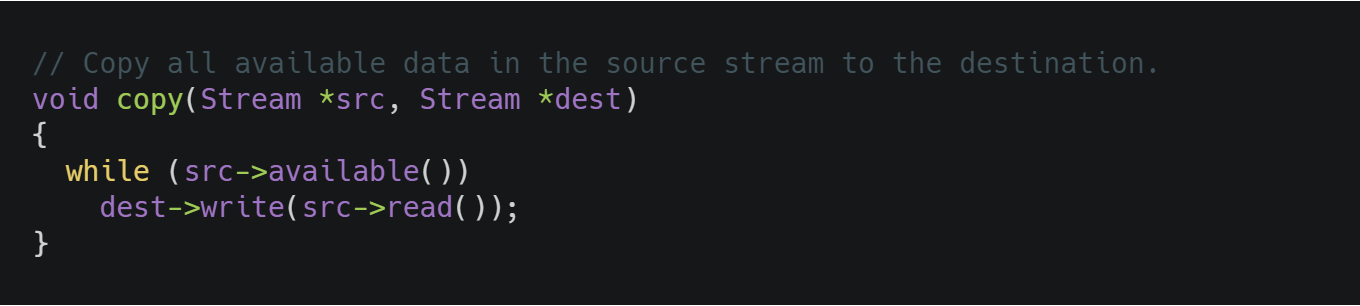 // Copy all available data in the source stream to the destination.
void copy(Stream *src, Stream *dest)
{
  while (src->available())
    dest->write(src->read());
}